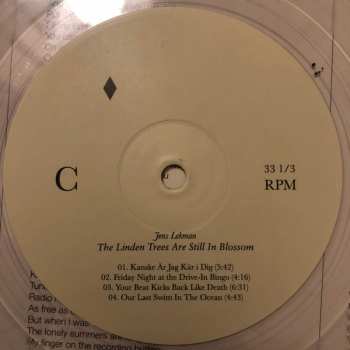 C
33 1/3
RPM
Jens Lekman
The Linden Trees Are Still In Blossom
01. Kanske Är Jag Kär i Dig (5:42)
02. Friday Night at the Drive-In Bingo (4:16)
03. Your Beat Kicks Back Like Death (6:31)
04. Our Last Swim In The Ocean (4:43)
Radio
As free as
But when I was
The lonely summers are
My finger on the recording